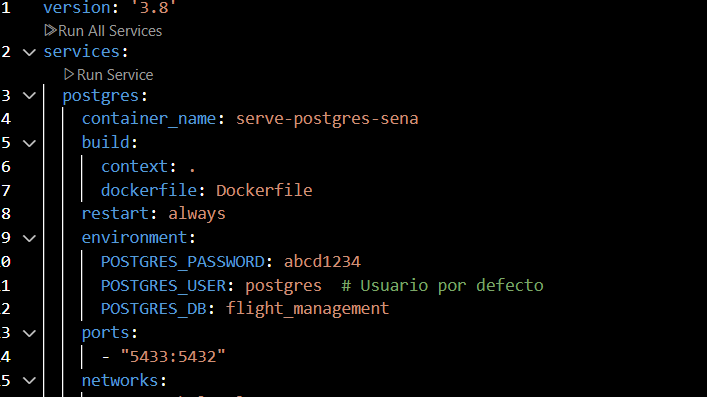 1 version: '3.8'
Run All Services
2 services:
Run Service
3 postgres:
4 container_name: serve-postgres-sena
5 build:
6 context: .
7 dockerfile: Dockerfile
8 restart: always
9 environment:
0 POSTGRES_PASSWORD: abcd1234
1 POSTGRES_USER: postgres # Usuario por defecto
2 POSTGRES_DB: flight_management
3 ports:
4 - "5433:5432"
5 networks: